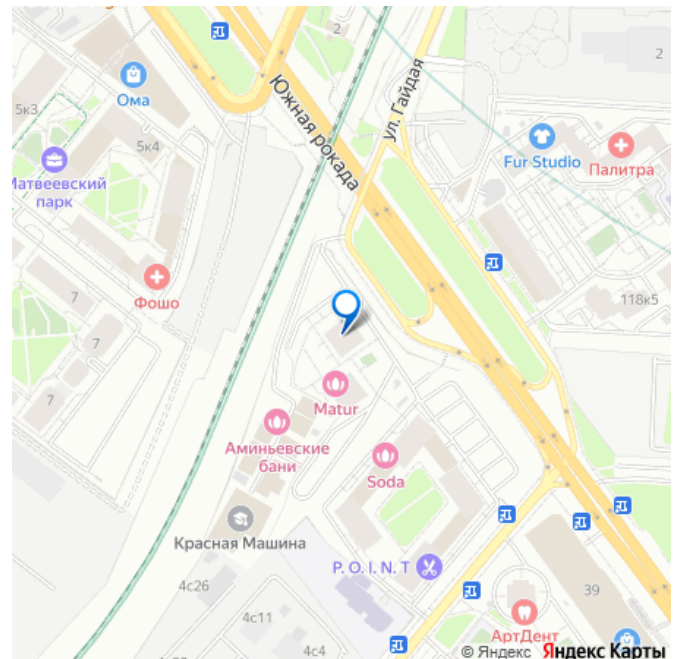 2
2
Ома
5к3
5к4
Южная рокада
ул. Гайдая
Fur Studio
Палитра
Матвеевский
парк
Фошо
7
7
7
118к5
Matur
Аминьевские
бани
Soda
Красная Машина
P.O.I.N.T
4с26
4с11
4с4
39
АртДент
© Яндекс Яндекс Карты